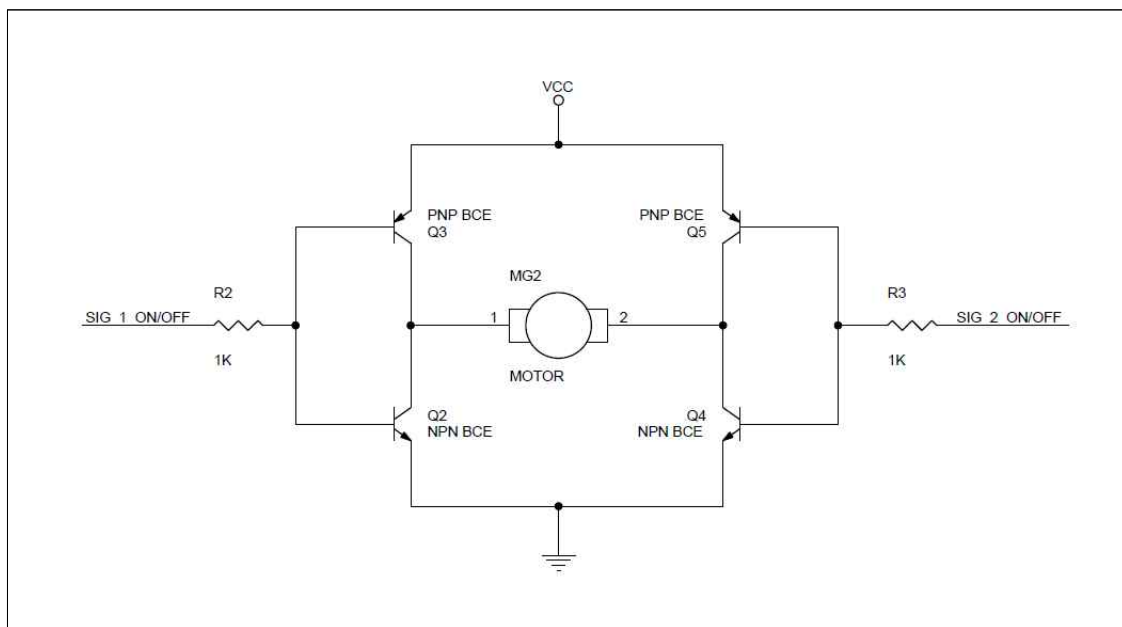 VCC
PNP BCE
Q3
PNP BCE
Q5
MG2
R2
R3
SIG 1 ON/OFF
1
2
SIG 2 ON/OFF
1K
MOTOR
1K
Q2
NPN BCE
Q4
NPN BCE